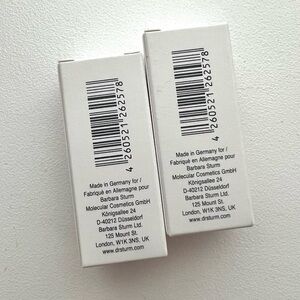 4 260521 262578
Made in Germany for /
Fabriqué en Allemagne pour
Barbara Sturm
Molecular Cosmetics GmbH
Königsallee 24
D-40212 Düsseldorf
Barbara Sturm Ltd.
125 Mount St.
London, W1K 3NS, UK
www.drsturm.com
4 260521 262578
Made in Germany for /
Fabriqué en Allemagne pour
Barbara Sturm
Molecular Cosmetics GmbH
Königsallee 24
D-40212 Düsseldorf
Barbara Sturm Ltd.
125 Mount St.
London, W1K 3NS, UK
www.drsturm.com